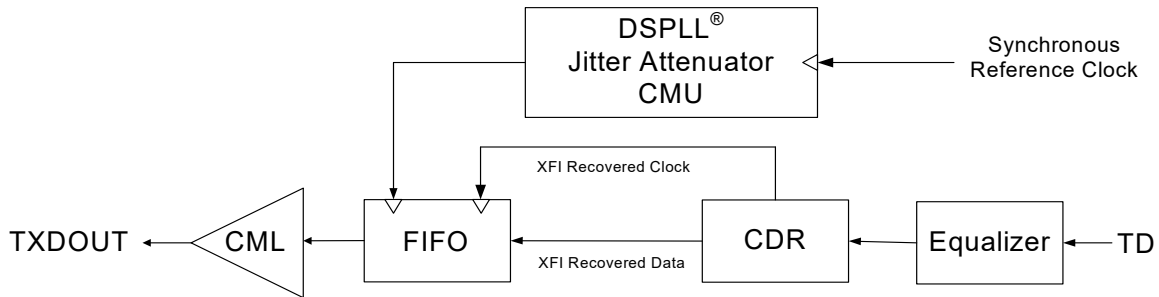 DSPLL®
Jitter Attenuator
CMU
Synchronous
Reference Clock
XFI Recovered Clock
TXDOUT
CML
FIFO
CDR
Equalizer
TD
XFI Recovered Data